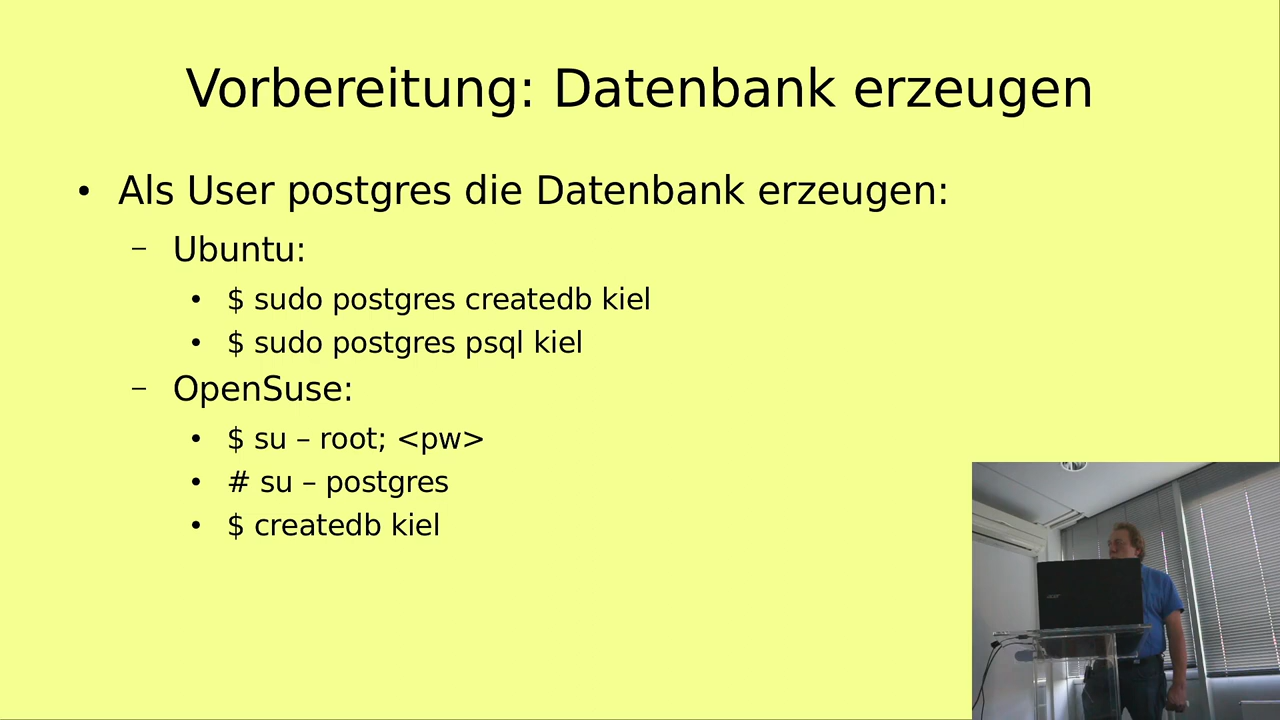 Vorbereitung: Datenbank erzeugen
• Als User postgres die Datenbank erzeugen:
– Ubuntu:
• $ sudo postgres createdb kiel
• $ sudo postgres psql kiel
– OpenSuse:
• $ su – root; <pw>
• # su – postgres
• $ createdb kiel